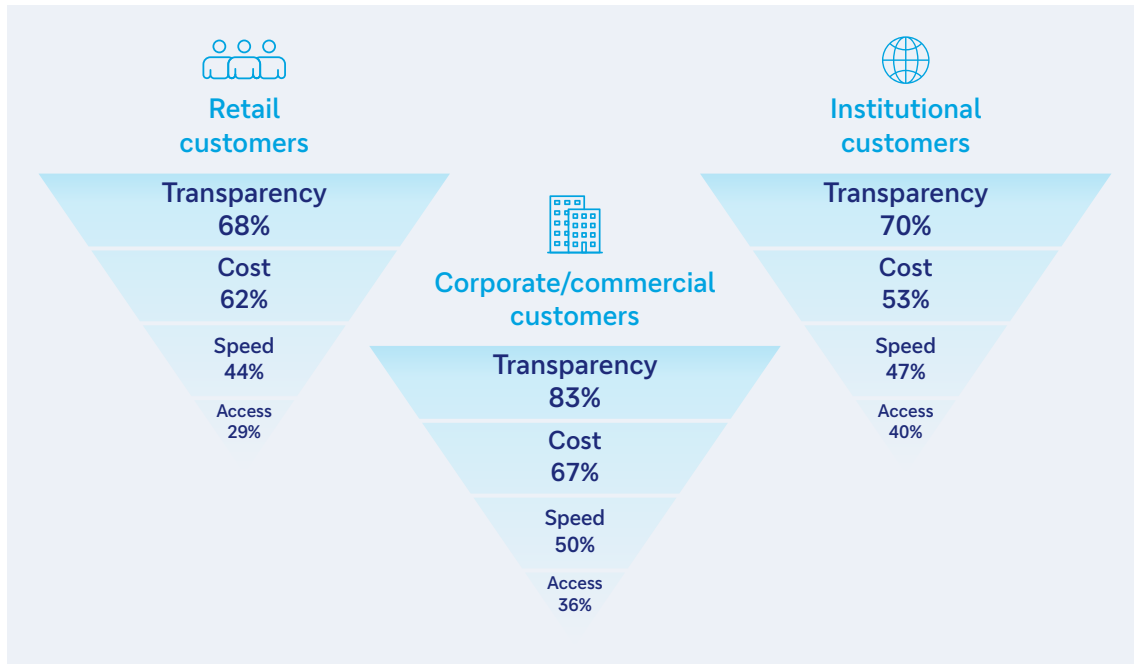 Retail
customers
Transparency
68%
Cost
62%
Speed
44%
Access
29%
Corporate/commercial
customers
Transparency
83%
Cost
67%
Speed
50%
Access
36%
Institutional
customers
Transparency
70%
Cost
53%
Speed
47%
Access
40%